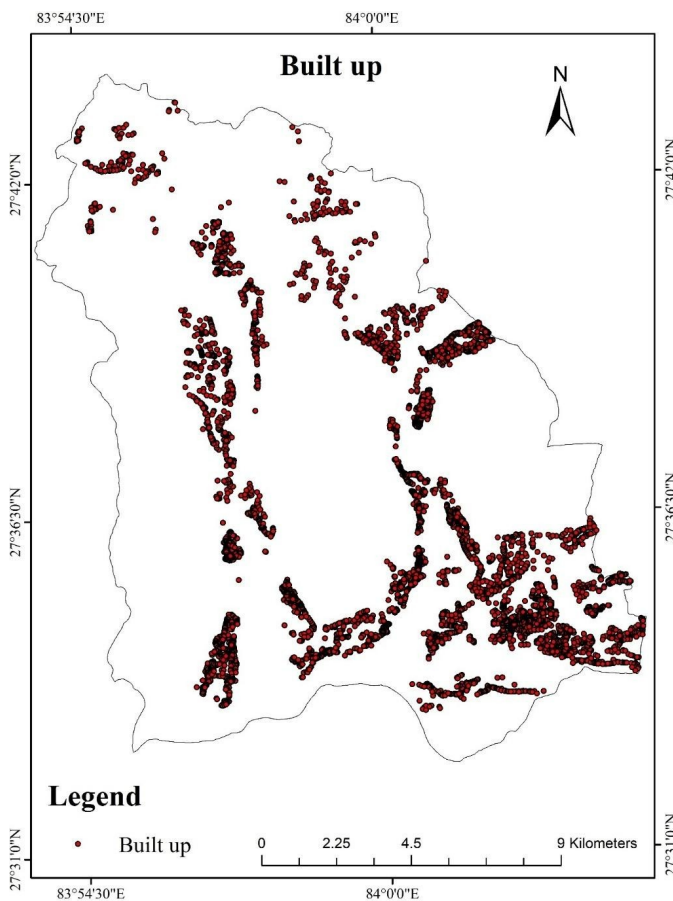 83°54'30"E 84°0'0"E
Built up
N
27°42'0"N 27°42'0"N
27°36'30"N 27°36'30"N
Legend
Built up
0 2.25 4.5 9 Kilometers
27°31'0"N 27°31'0"N
83°54'30"E 84°0'0"E